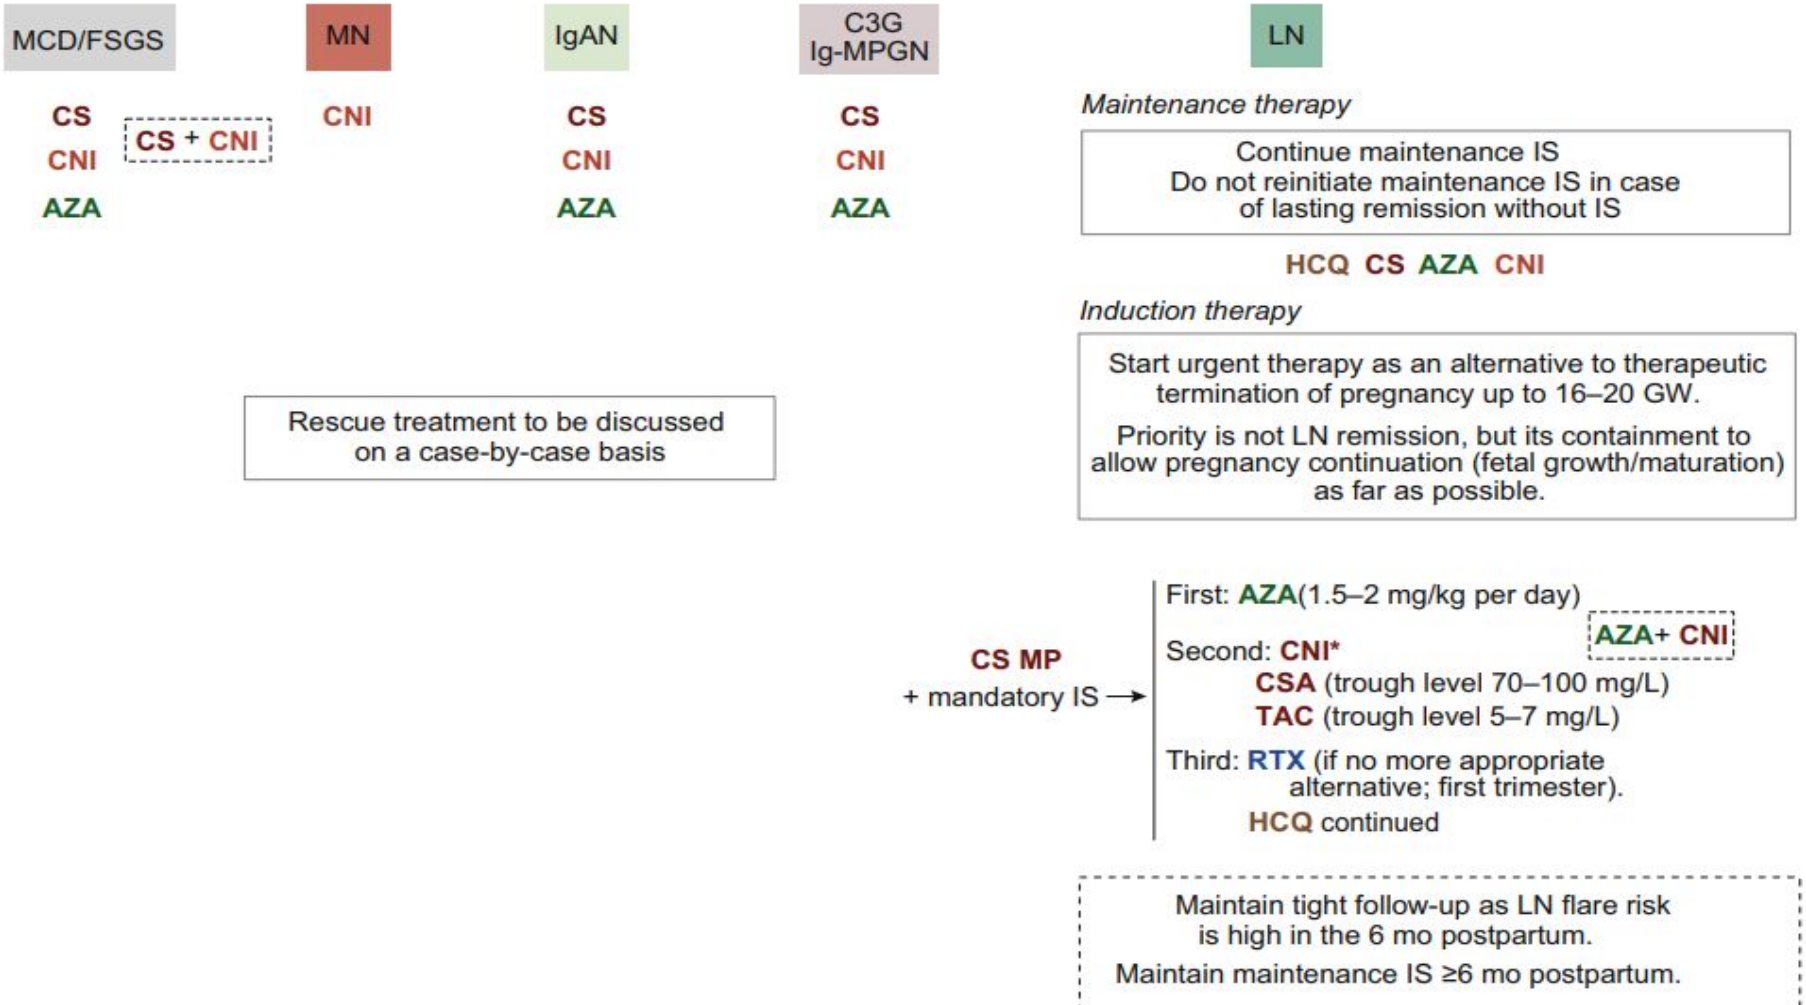 MCD/FSGS
MN
IgAN
C3G
Ig-MPGN
LN
CS
CNI
AZA
CS + CNI
CNI
CS
CNI
AZA
CS
CNI
AZA
Maintenance therapy
Continue maintenance IS
Do not reinitiate maintenance IS in case
of lasting remission without IS
HCQ CS AZA CNI
Induction therapy
Start urgent therapy as an alternative to therapeutic
termination of pregnancy up to 16–20 GW.
Priority is not LN remission, but its containment to
allow pregnancy continuation (fetal growth/maturation)
as far as possible.
Rescue treatment to be discussed
on a case-by-case basis
CS MP
+ mandatory IS
First: AZA(1.5–2 mg/kg per day)
AZA+ CNI
Second: CNI*
CSA (trough level 70–100 mg/L)
TAC (trough level 5–7 mg/L)
Third: RTX (if no more appropriate
alternative; first trimester).
HCQ continued
Maintain tight follow-up as LN flare risk
is high in the 6 mo postpartum.
Maintain maintenance IS ≥6 mo postpartum.